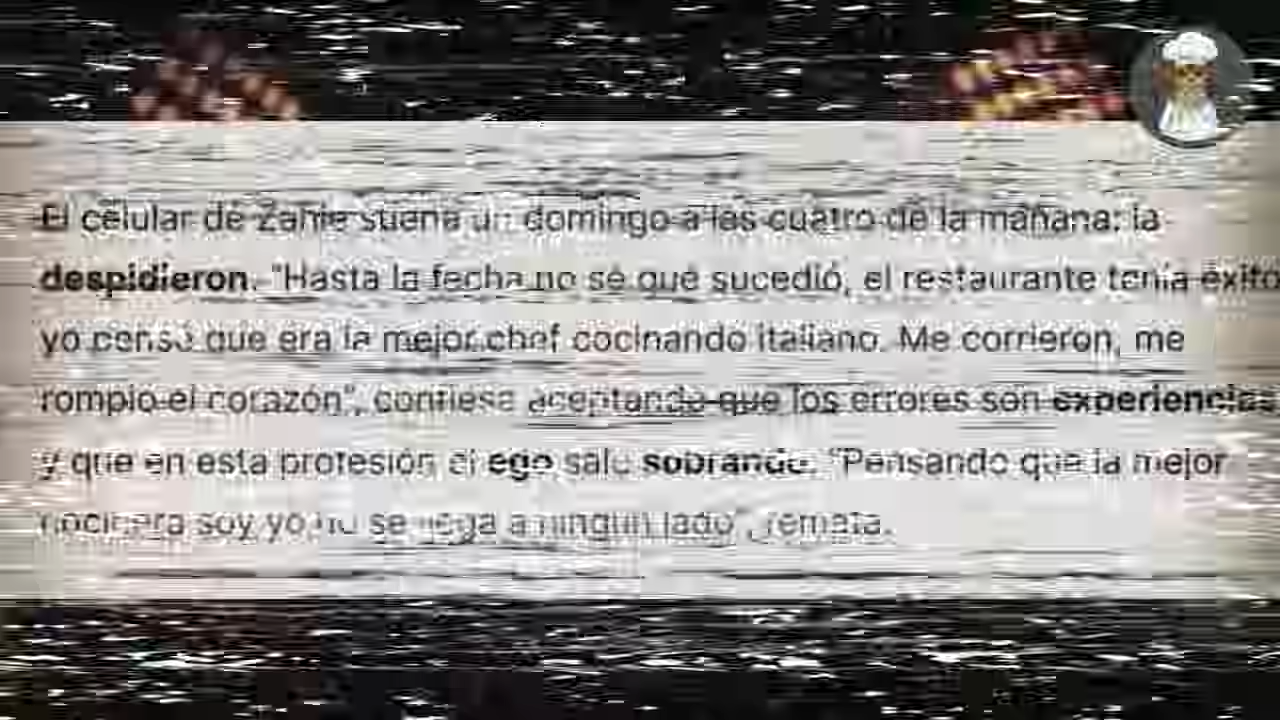 El celular de Zahie suena un domingo a las cuatro de la mañana: la
despidieron. "Hasta la fecha no sé qué sucedió, el restaurante tenía éxito
yo pensé que era la mejor chef cocinando italiano. Me corrieron, me
rompio el corazón", confiesa aceptando que los errores son experiencias
y que en esta profesión el ego sale sobrando. "Pensando que la mejor
cocinera soy yo no se llega a ningún lado", remata.